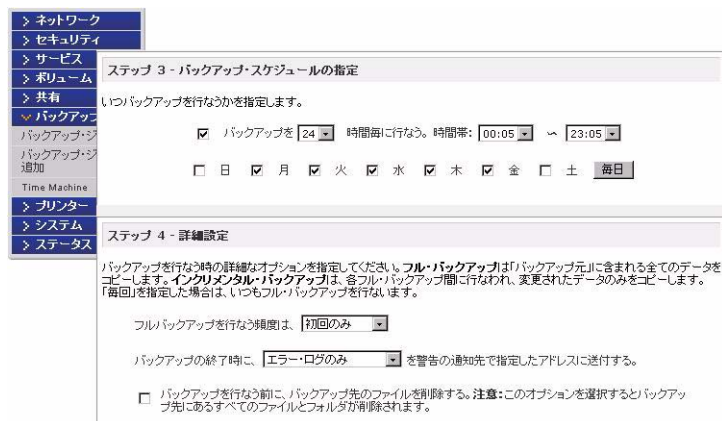 > ネットワーク
> セキュリティ
> サービス
> ボリューム
> 共有
バックアップ
バックアップ・ジ
バックアップ・ジ
追加
Time Machine
> プリンター
> システム
> ステータス
ステップ 3 - バックアップ・スケジュールの指定
いつバックアップを行なうかを指定します。
バックアップを 24 時間毎に行なう。時間帯: 00:05 ~ 23:05
日 月 火 水 木 金 土 毎日
ステップ 4 - 詳細設定
バックアップを行なう時の詳細なオプションを指定してください。フル・バックアップは「バックアップ元」に含まれる全てのデータを
コピーします。インクリメンタル・バックアップは、各フル・バックアップ間に行なわれ、変更されたデータのみをコピーします。
「毎回」を指定した場合は、いつもフル・バックアップを行ないます。
フルバックアップを行なう頻度は、 初回のみ
バックアップの終了時に、 エラー・ログのみ を警告の通知先で指定したアドレスに送付する。
バックアップを行なう前に、バックアップ先のファイルを削除する。注意:このオプションを選択するとバックアッ
プ先にあるすべてのファイルとフォルダが削除されます。